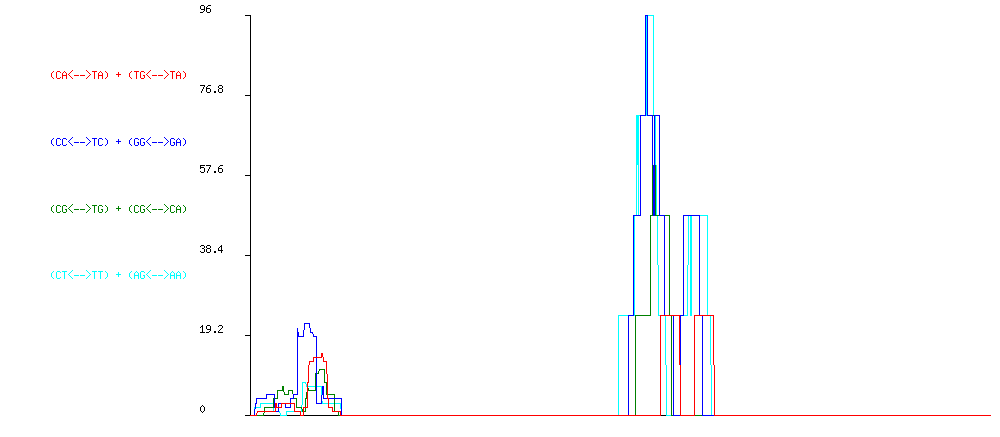 96
(CA<-->TA) + (TG<-->TA)
76.8
(CC<-->TC) + (GG<-->GA)
57.6
(CG<-->TG) + (CG<-->CA)
38.4
(CT<-->TT) + (AG<-->AA)
19.2
0